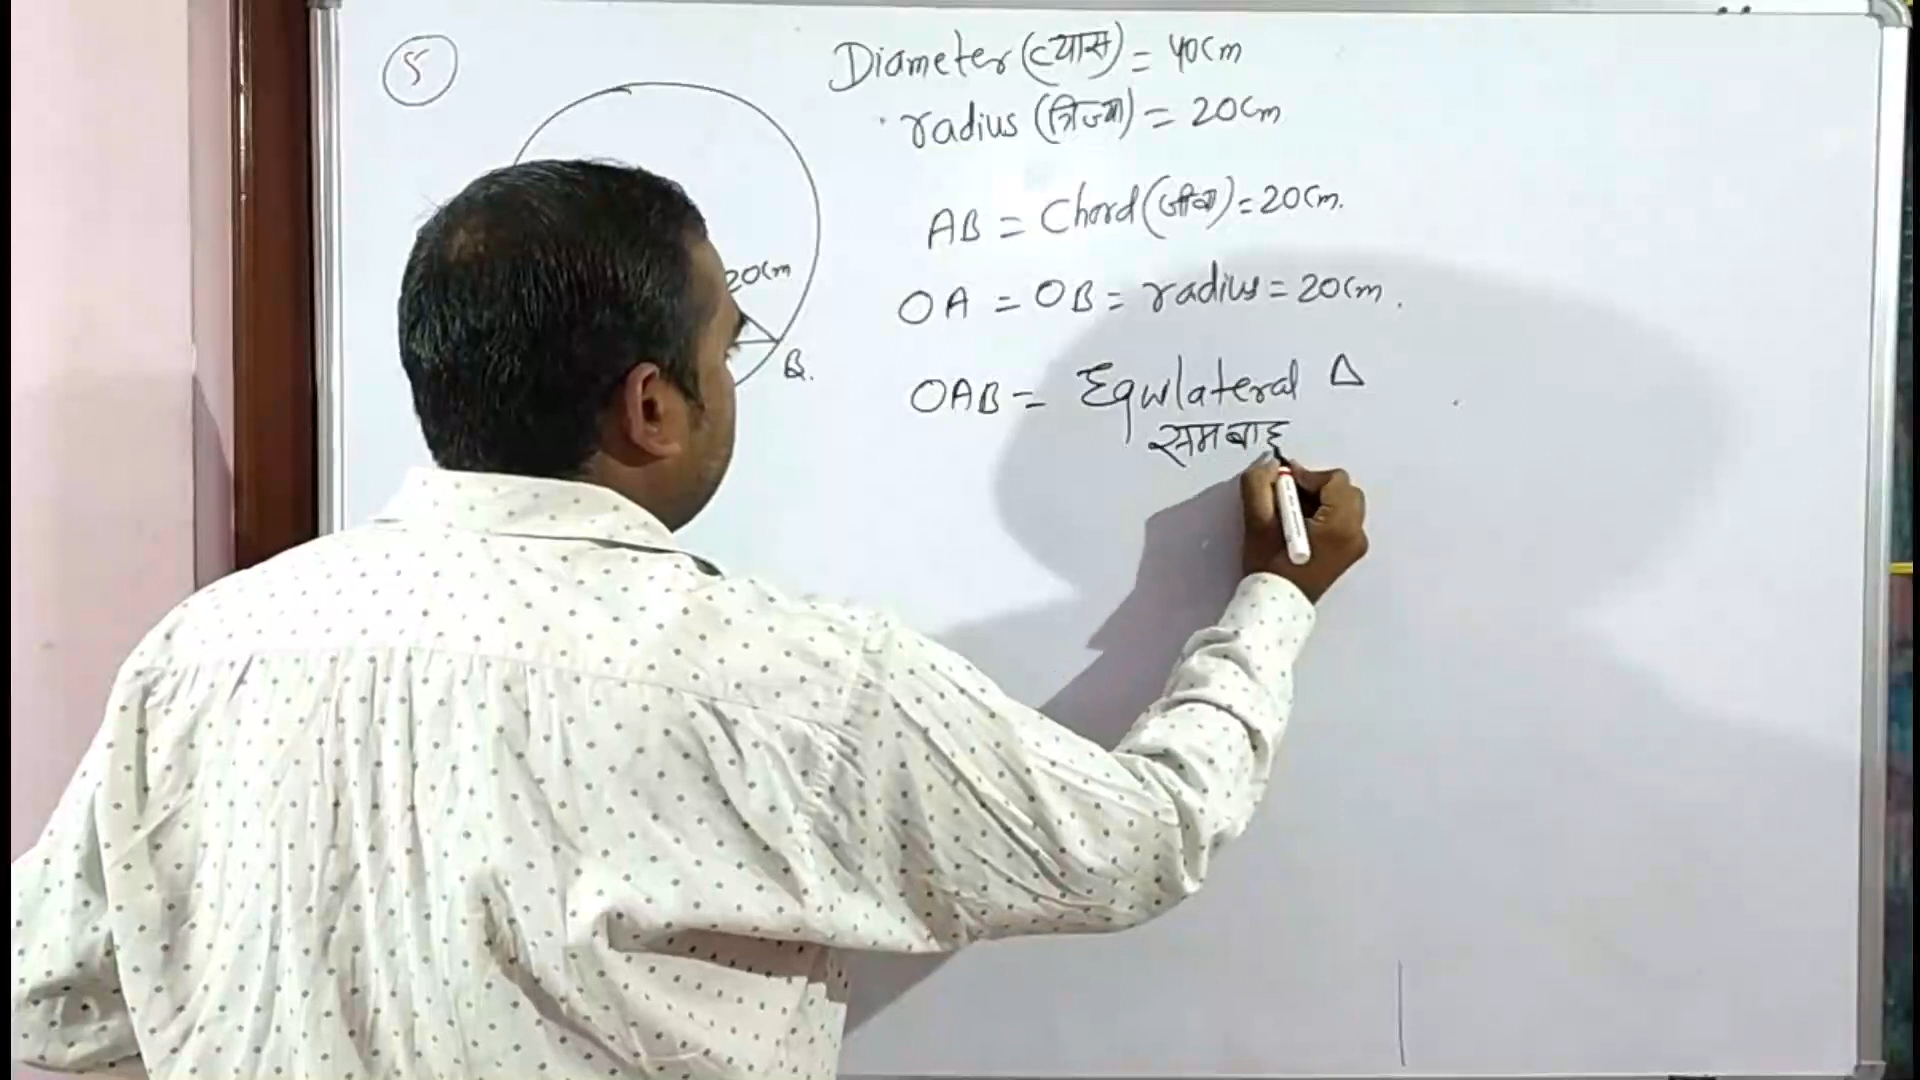 5
Diameter (व्यास) = 40cm
radius (त्रिज्या) = 20cm
AB = Chord (जीवा) = 20cm.
20cm
OA = OB = radius = 20cm.
B.
OAB = Equilateral Δ
समबाहु